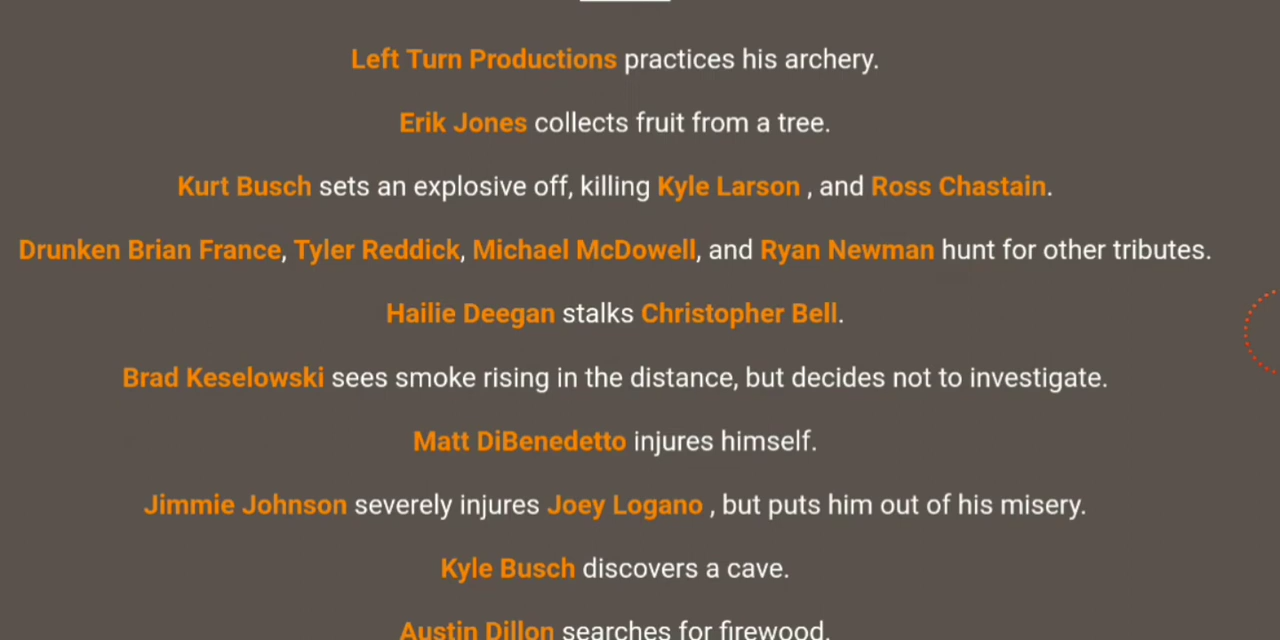 Left Turn Productions practices his archery.
Erik Jones collects fruit from a tree.
Kurt Busch sets an explosive off, killing Kyle Larson , and Ross Chastain.
Drunken Brian France, Tyler Reddick, Michael McDowell, and Ryan Newman hunt for other tributes.
Hailie Deegan stalks Christopher Bell.
Brad Keselowski sees smoke rising in the distance, but decides not to investigate.
Matt DiBenedetto injures himself.
Jimmie Johnson severely injures Joey Logano , but puts him out of his misery.
Kyle Busch discovers a cave.
Austin Dillon searches for firewood.